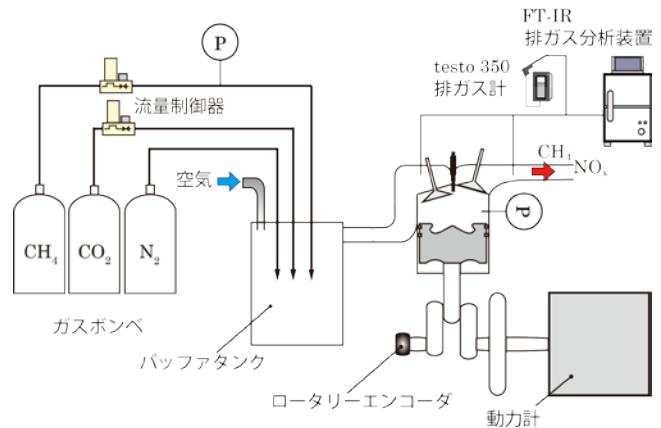 FT-IR
排ガス分析装置
testo 350
排ガス計
P
流量制御器
空気
CH₄
NOₓ
P
CH₄
CO₂
N₂
ガスボンベ
バッファタンク
ロータリーエンコーダ
動力計